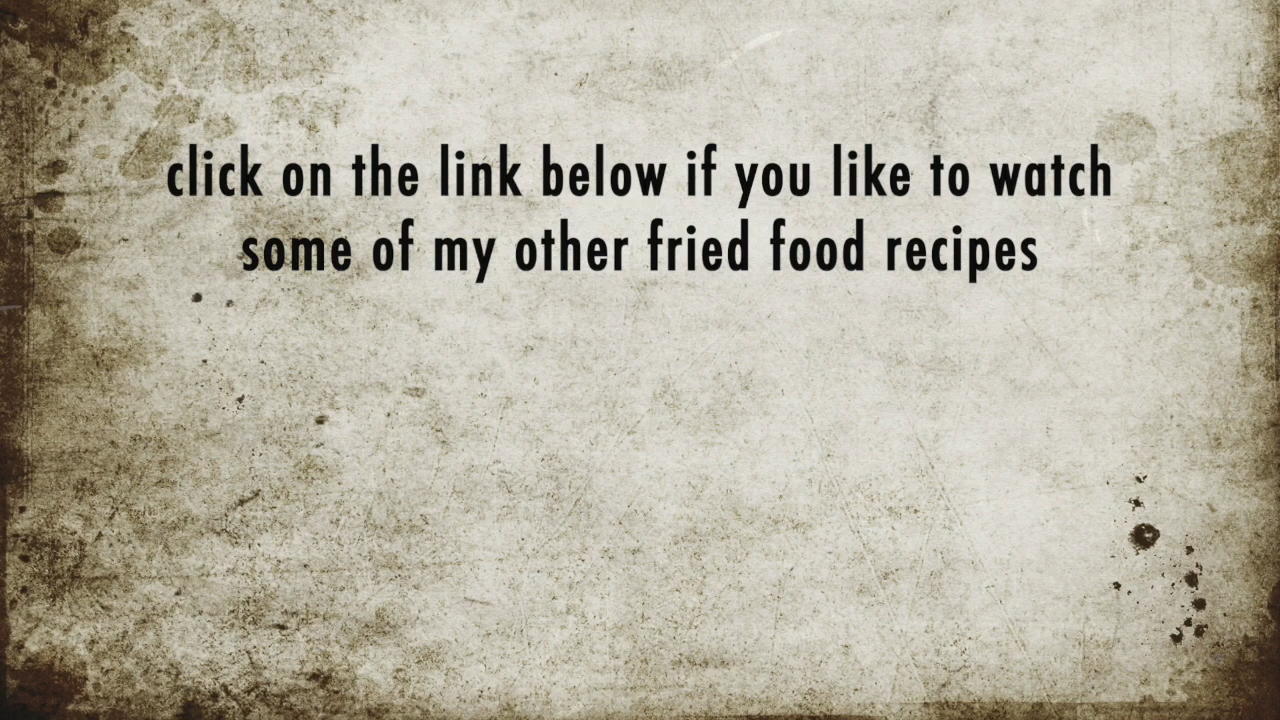 click on the link below if you like to watch
some of my other fried food recipes